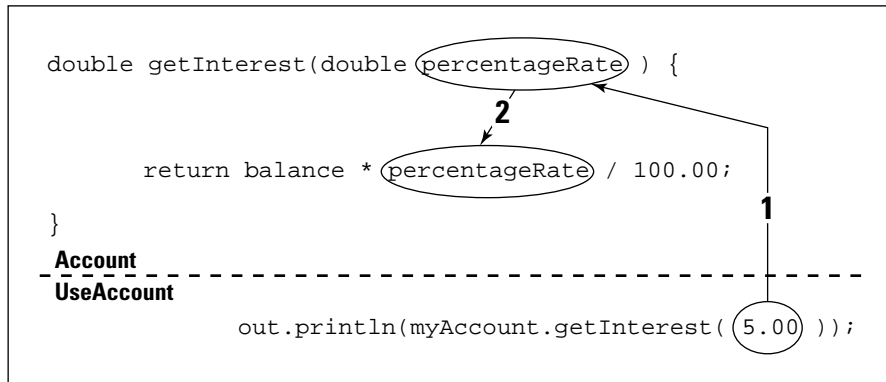 double getInterest(double percentageRate ) {
2
return balance * percentageRate / 100.00;
1
}
Account
UseAccount
out.println(myAccount.getInterest( 5.00 ));